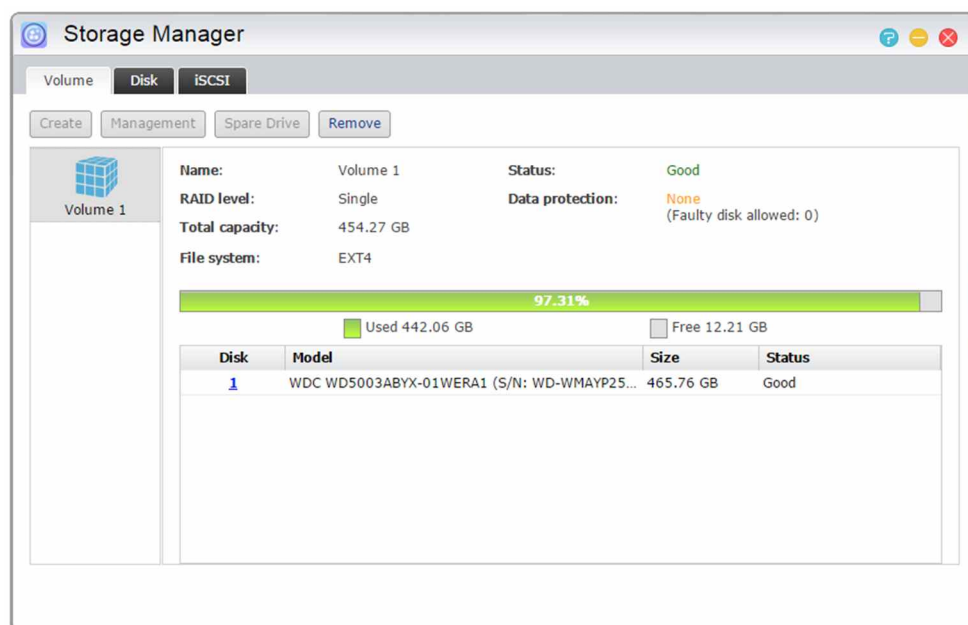 Storage Manager
Volume Disk iSCSI
Create Management Spare Drive Remove
Volume 1
Name: Volume 1 Status: Good
RAID level: Single Data protection: None
(Faulty disk allowed: 0)
Total capacity: 454.27 GB
File system: EXT4
97.31%
Used 442.06 GB Free 12.21 GB
Disk Model Size Status
1 WDC WD5003ABYX-01WERA1 (S/N: WD-WMAYP25... 465.76 GB Good